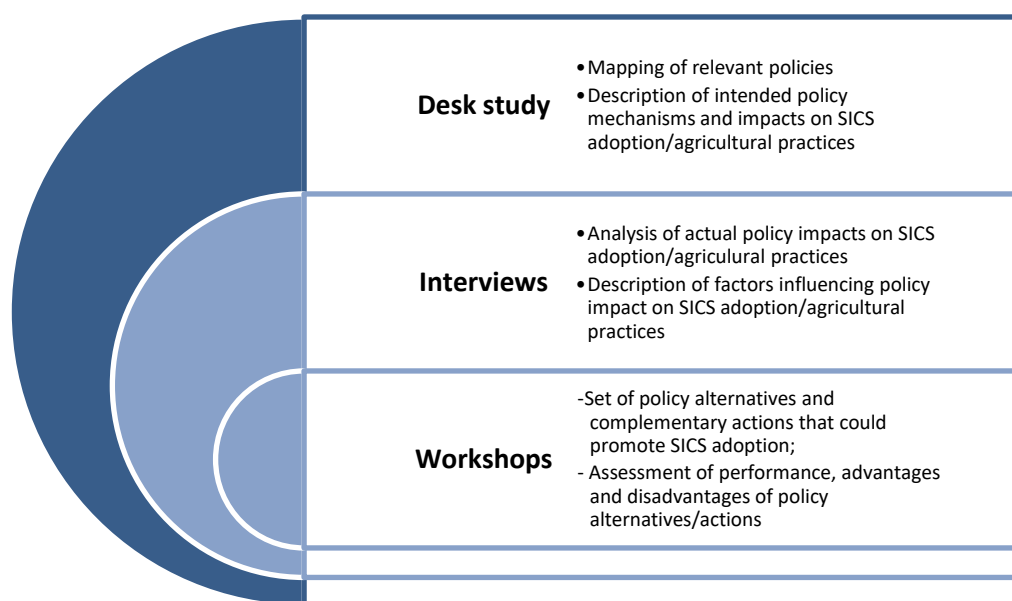 Desk study
•Mapping of relevant policies
•Description of intended policy
mechanisms and impacts on SICS
adoption/agricultural practices
Interviews
•Analysis of actual policy impacts on SICS
adoption/agriculural practices
•Description of factors influencing policy
impact on SICS adoption/agricultural
practices
Workshops
-Set of policy alternatives and
complementary actions that could
promote SICS adoption;
- Assessment of performance, advantages
and disadvantages of policy
alternatives/actions